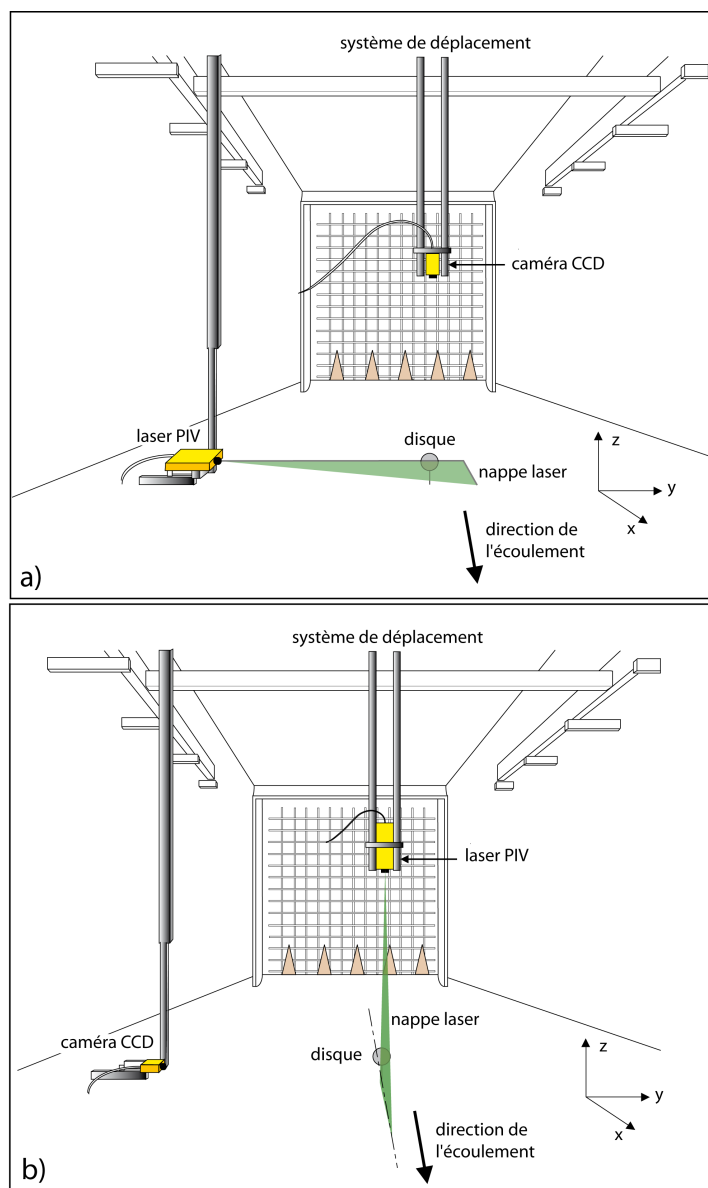 système de déplacement
caméra CCD
laser PIV
disque
nappe laser
z
y
x
direction de
l'écoulement
a)
système de déplacement
laser PIV
nappe laser
caméra CCD
disque
z
y
x
direction de
l'écoulement
b)